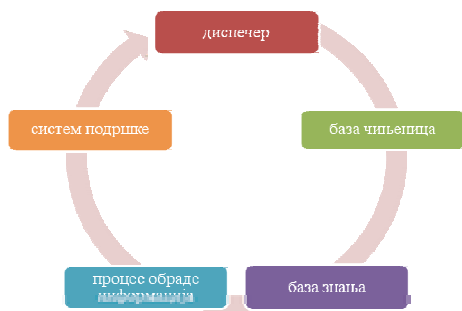 диспечер
база чињеница
база знања
процес обраде
информација
систем подршке